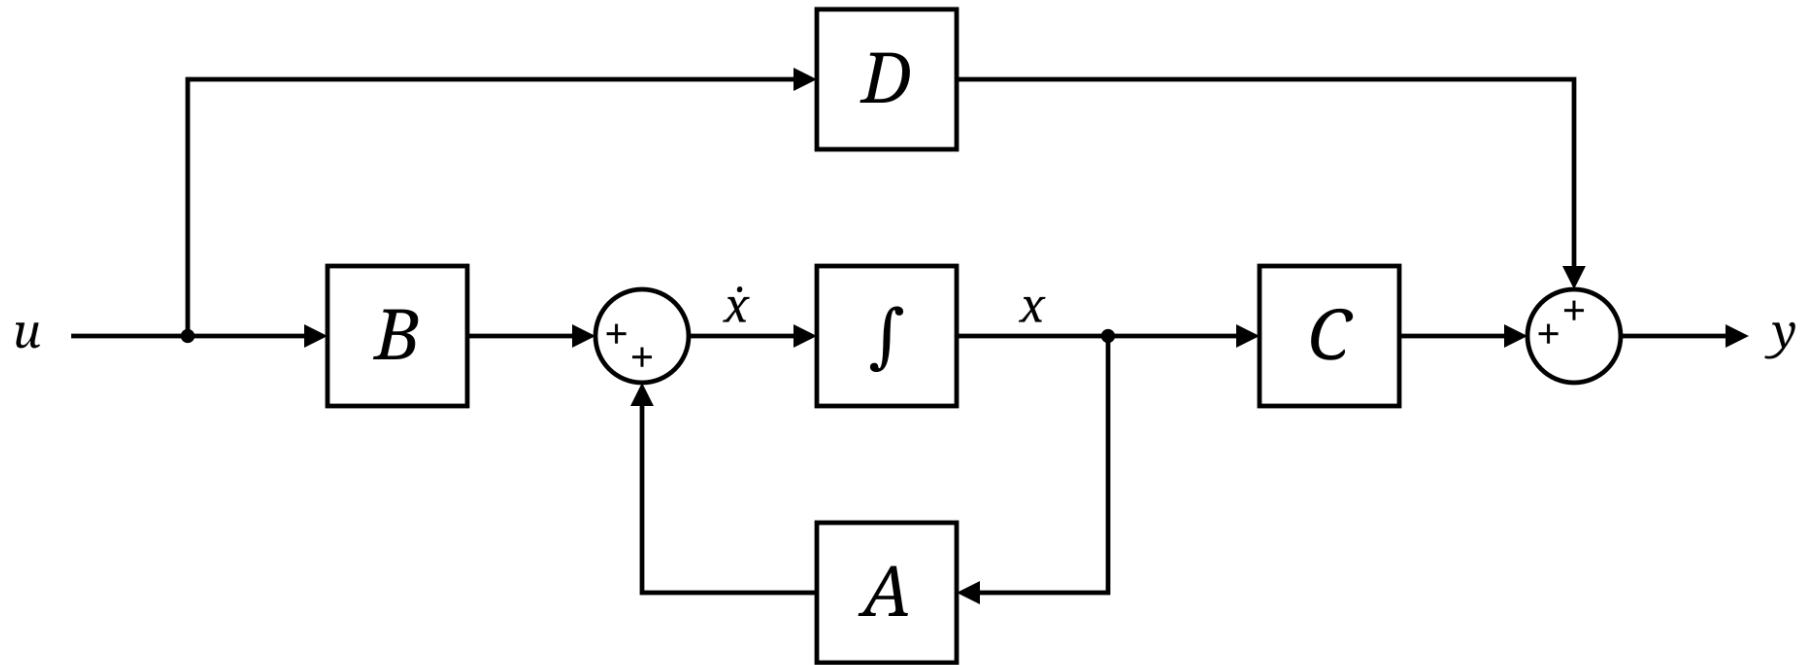 D
u B + + ẋ ∫ x C + + y
A